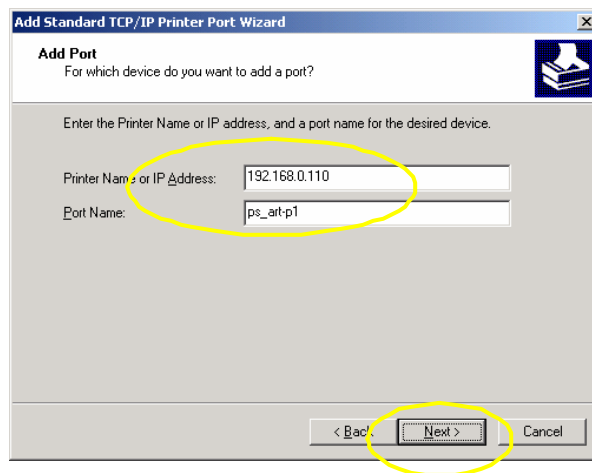 Add Standard TCP/IP Printer Port Wizard
Add Port
For which device do you want to add a port?
Enter the Printer Name or IP address, and a port name for the desired device.
Printer Name or IP Address: 192.168.0.110
Port Name: ps_art-p1
< Back Next > Cancel